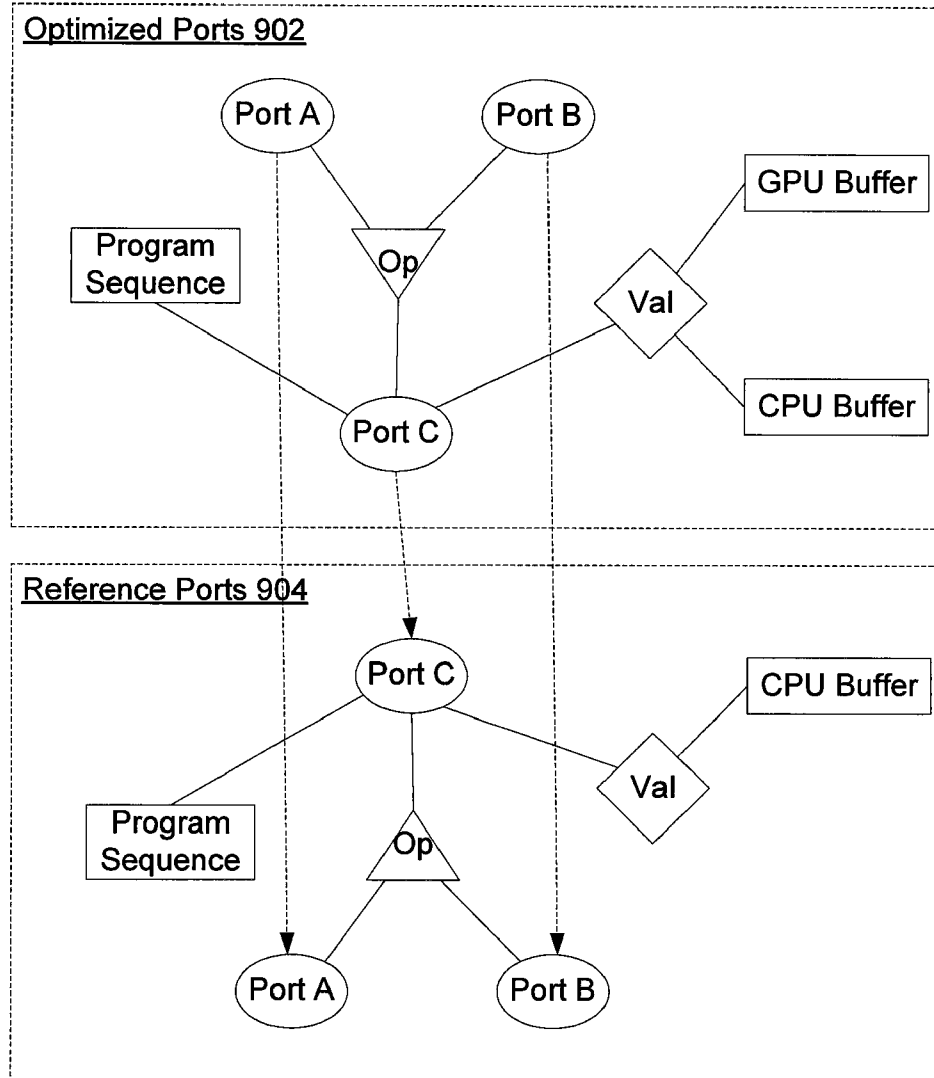 Optimized Ports 902
Port A
Port B
GPU Buffer
Program
Sequence
Op
Val
CPU Buffer
Port C
Reference Ports 904
Port C
CPU Buffer
Val
Program
Sequence
Op
Port A
Port B